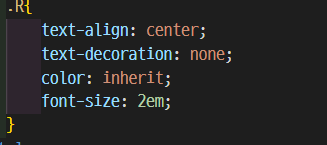 .R{
text-align: center;
text-decoration: none;
color: inherit;
font-size: 2em;
}